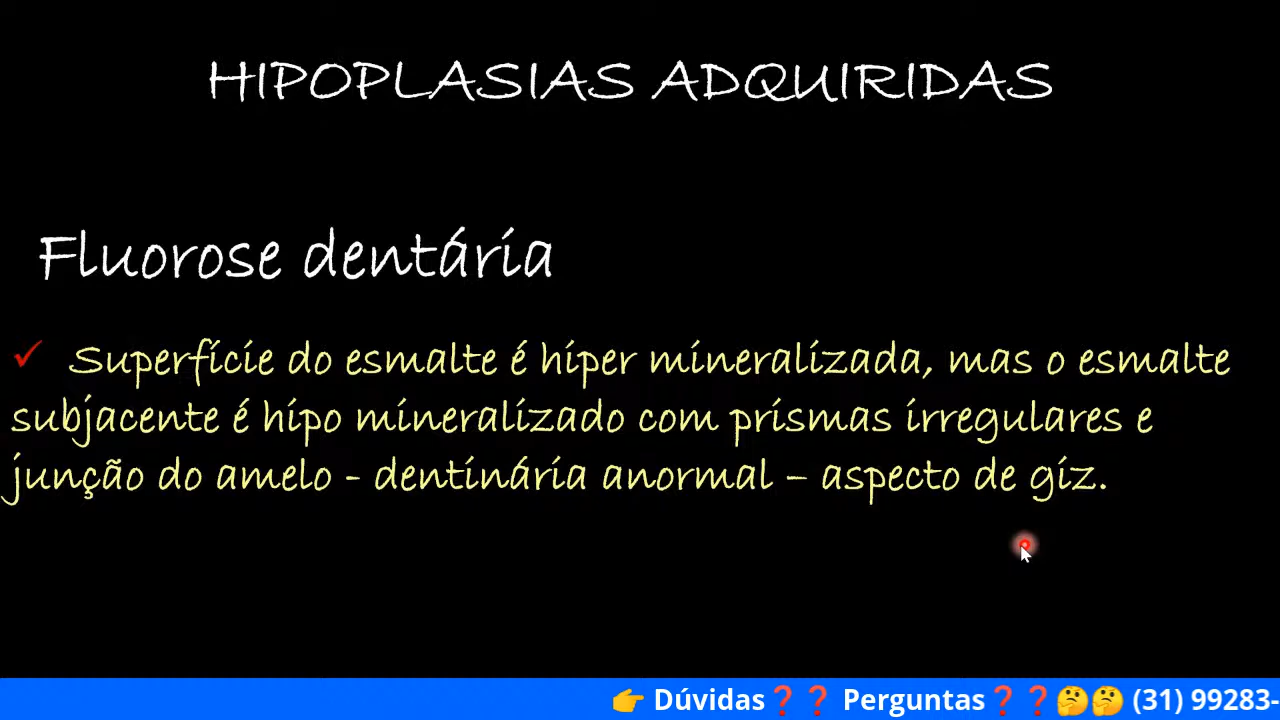 HIPOPLASIAS ADQUIRIDAS
Fluorose dentária
✓ Superfície do esmalte é hiper mineralizada, mas o esmalte
subjacente é hipo mineralizado com prismas irregulares e
junção do amelo - dentinária anormal – aspecto de giz.
👉 Dúvidas❓❓ Perguntas❓❓🤔🤔 (31) 99283-